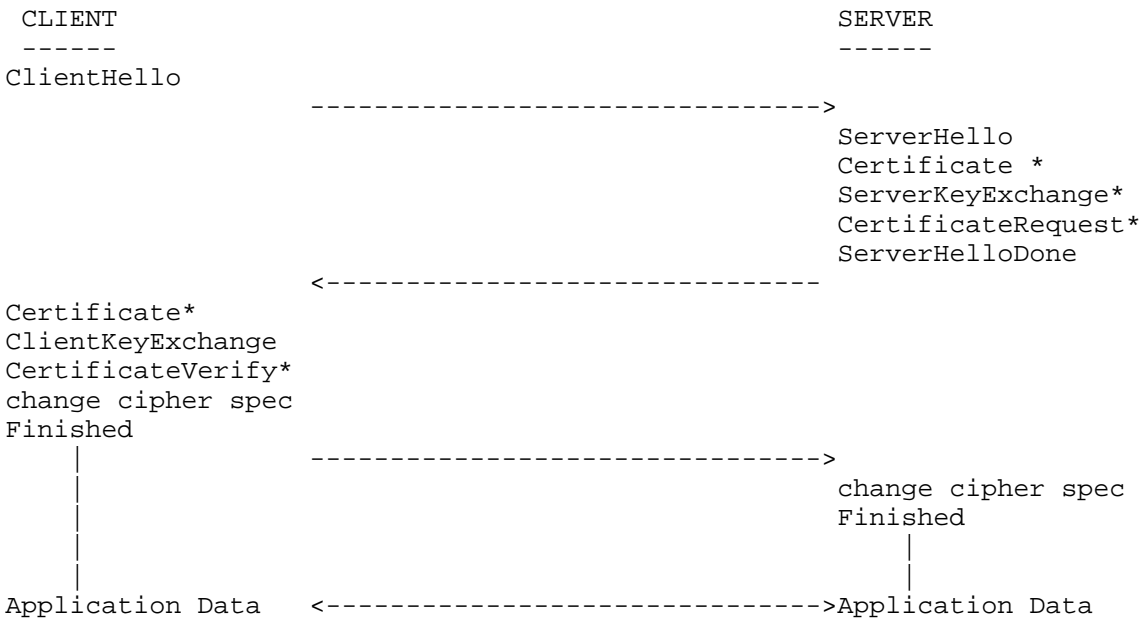 CLIENT SERVER
------ ------
ClientHello
-------------------------------->
ServerHello
Certificate *
ServerKeyExchange*
CertificateRequest*
ServerHelloDone
<-------------------------------
Certificate*
ClientKeyExchange
CertificateVerify*
change cipher spec
Finished
-------------------------------->
change cipher spec
Finished
Application Data <------------------------------->Application Data